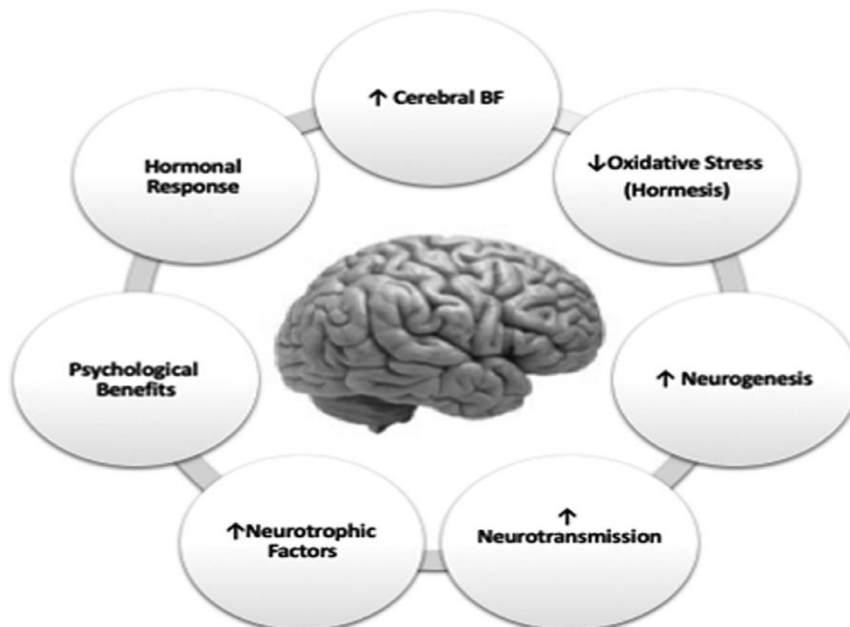 ↑ Cerebral BF
↓Oxidative Stress
(Hormesis)
↑ Neurogenesis
↑
Neurotransmission
↑Neurotrophic
Factors
Psychological
Benefits
Hormonal
Response